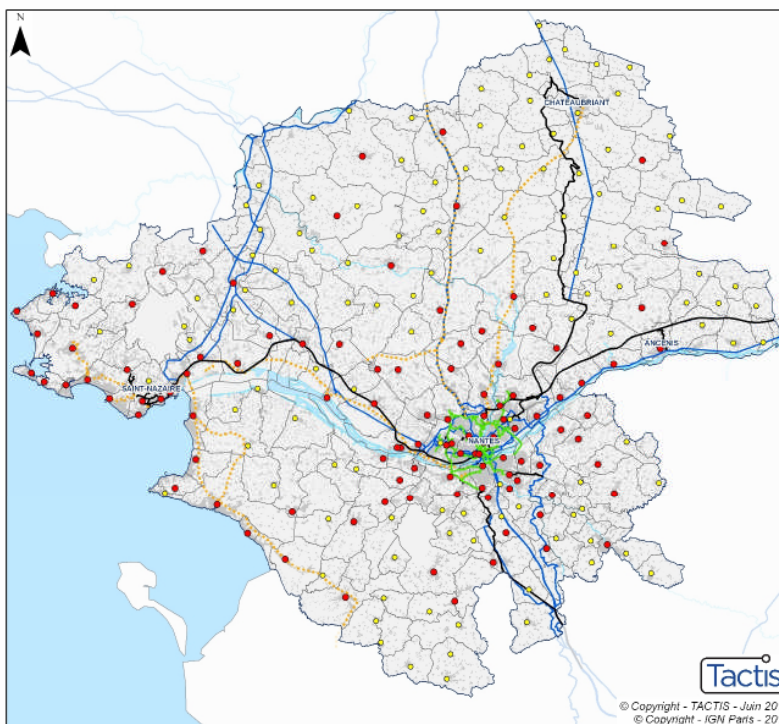 N
CHATEAUBRIANT
ANCENIS
SAINT-NAZAIRE
NANTES
Tactis
© Copyright - TACTIS - Juin 20
© Copyright - IGN Paris - 20